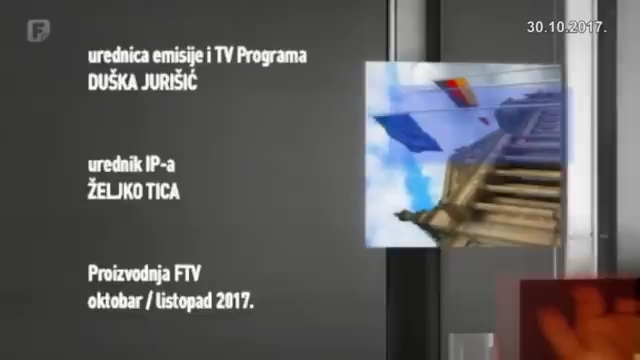 F
30.10.2017.
urednica emisije i TV Programa
DUŠKA JURIŠIĆ
urednik IP-a
ŽELJKO TICA
Proizvodnja FTV
oktobar / listopad 2017.